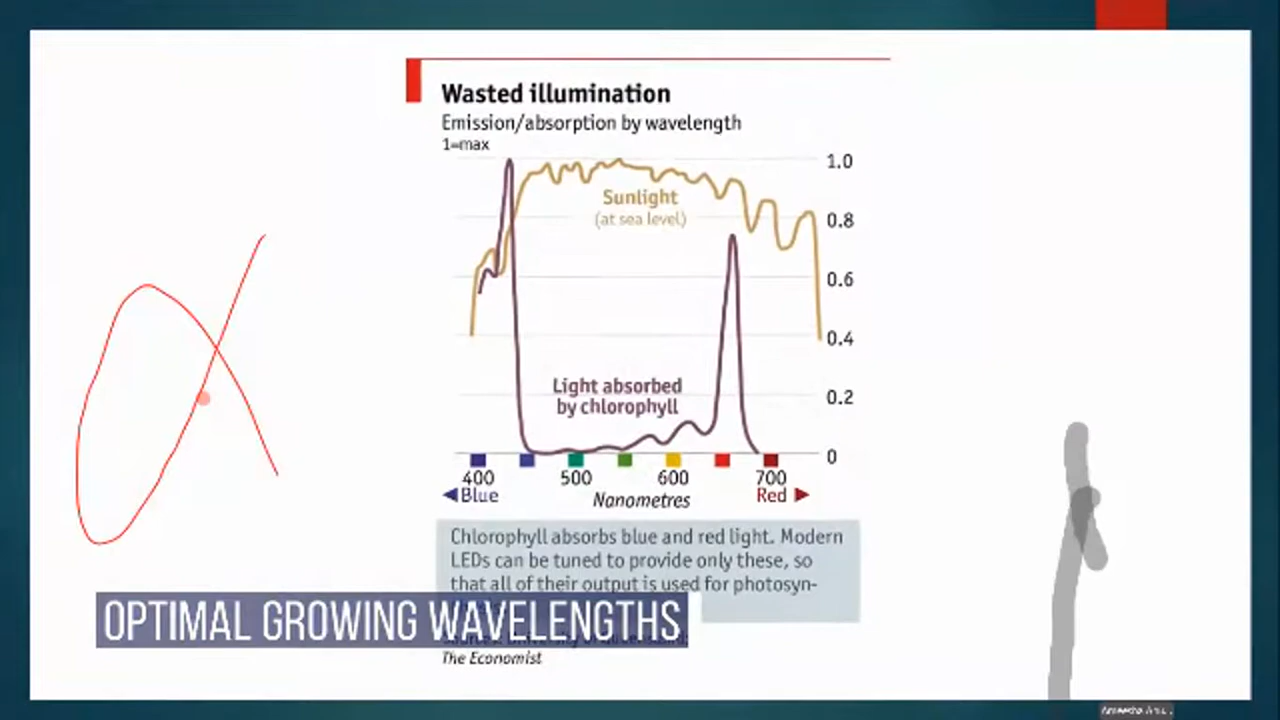 Wasted illumination
Emission/absorption by wavelength
1=max
1.0
Sunlight
(at sea level)
0.8
0.6
0.4
Light absorbed
by chlorophyll
0.2
0
400 500 600 700
◀Blue Nanometres Red ▶
Chlorophyll absorbs blue and red light. Modern
LEDs can be tuned to provide only these, so
that all of their output is used for photosyn-
OPTIMAL GROWING WAVELENGTHS
The Economist